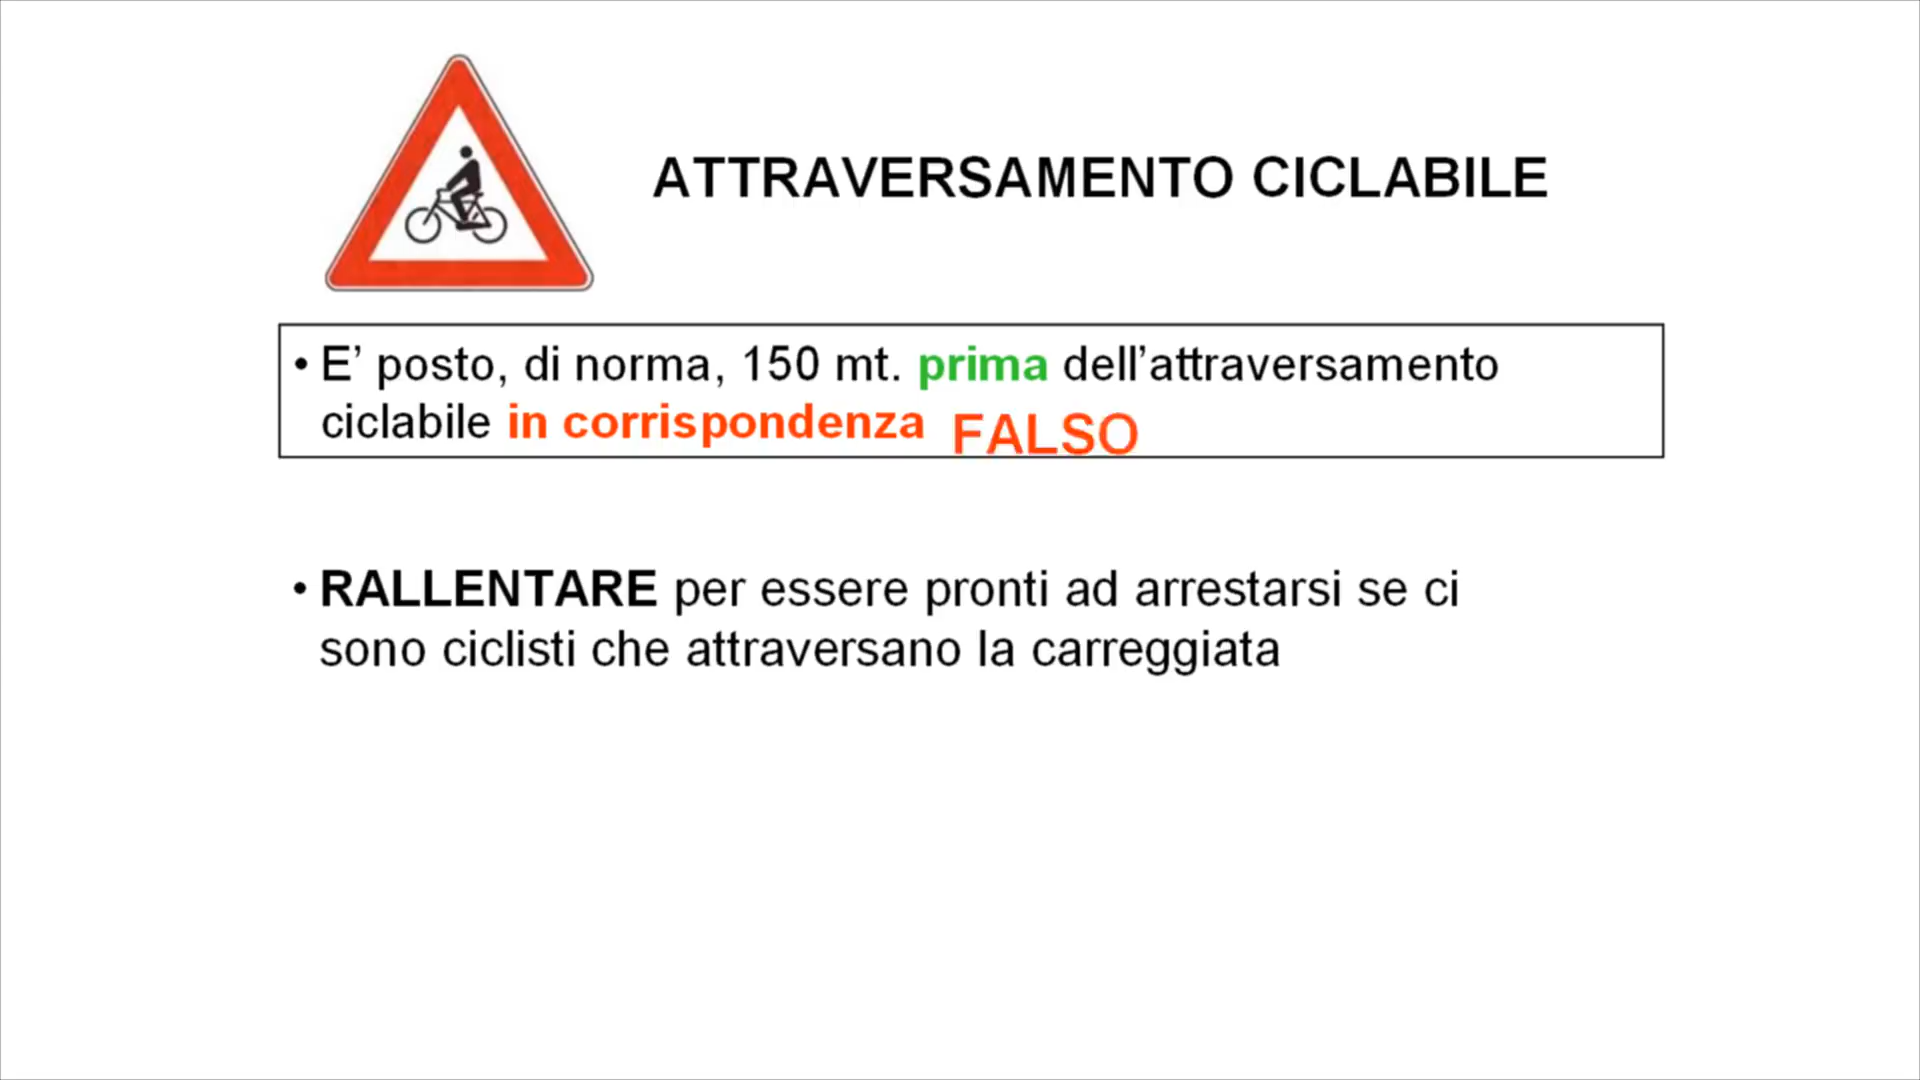 ATTRAVERSAMENTO CICLABILE
• E’ posto, di norma, 150 mt. prima dell’attraversamento
ciclabile in corrispondenza FALSO
• RALLENTARE per essere pronti ad arrestarsi se ci
sono ciclisti che attraversano la carreggiata